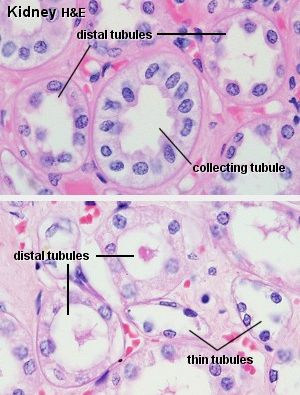 Kidney H&E
distal tubules
collecting tubule
distal tubules
thin tubules